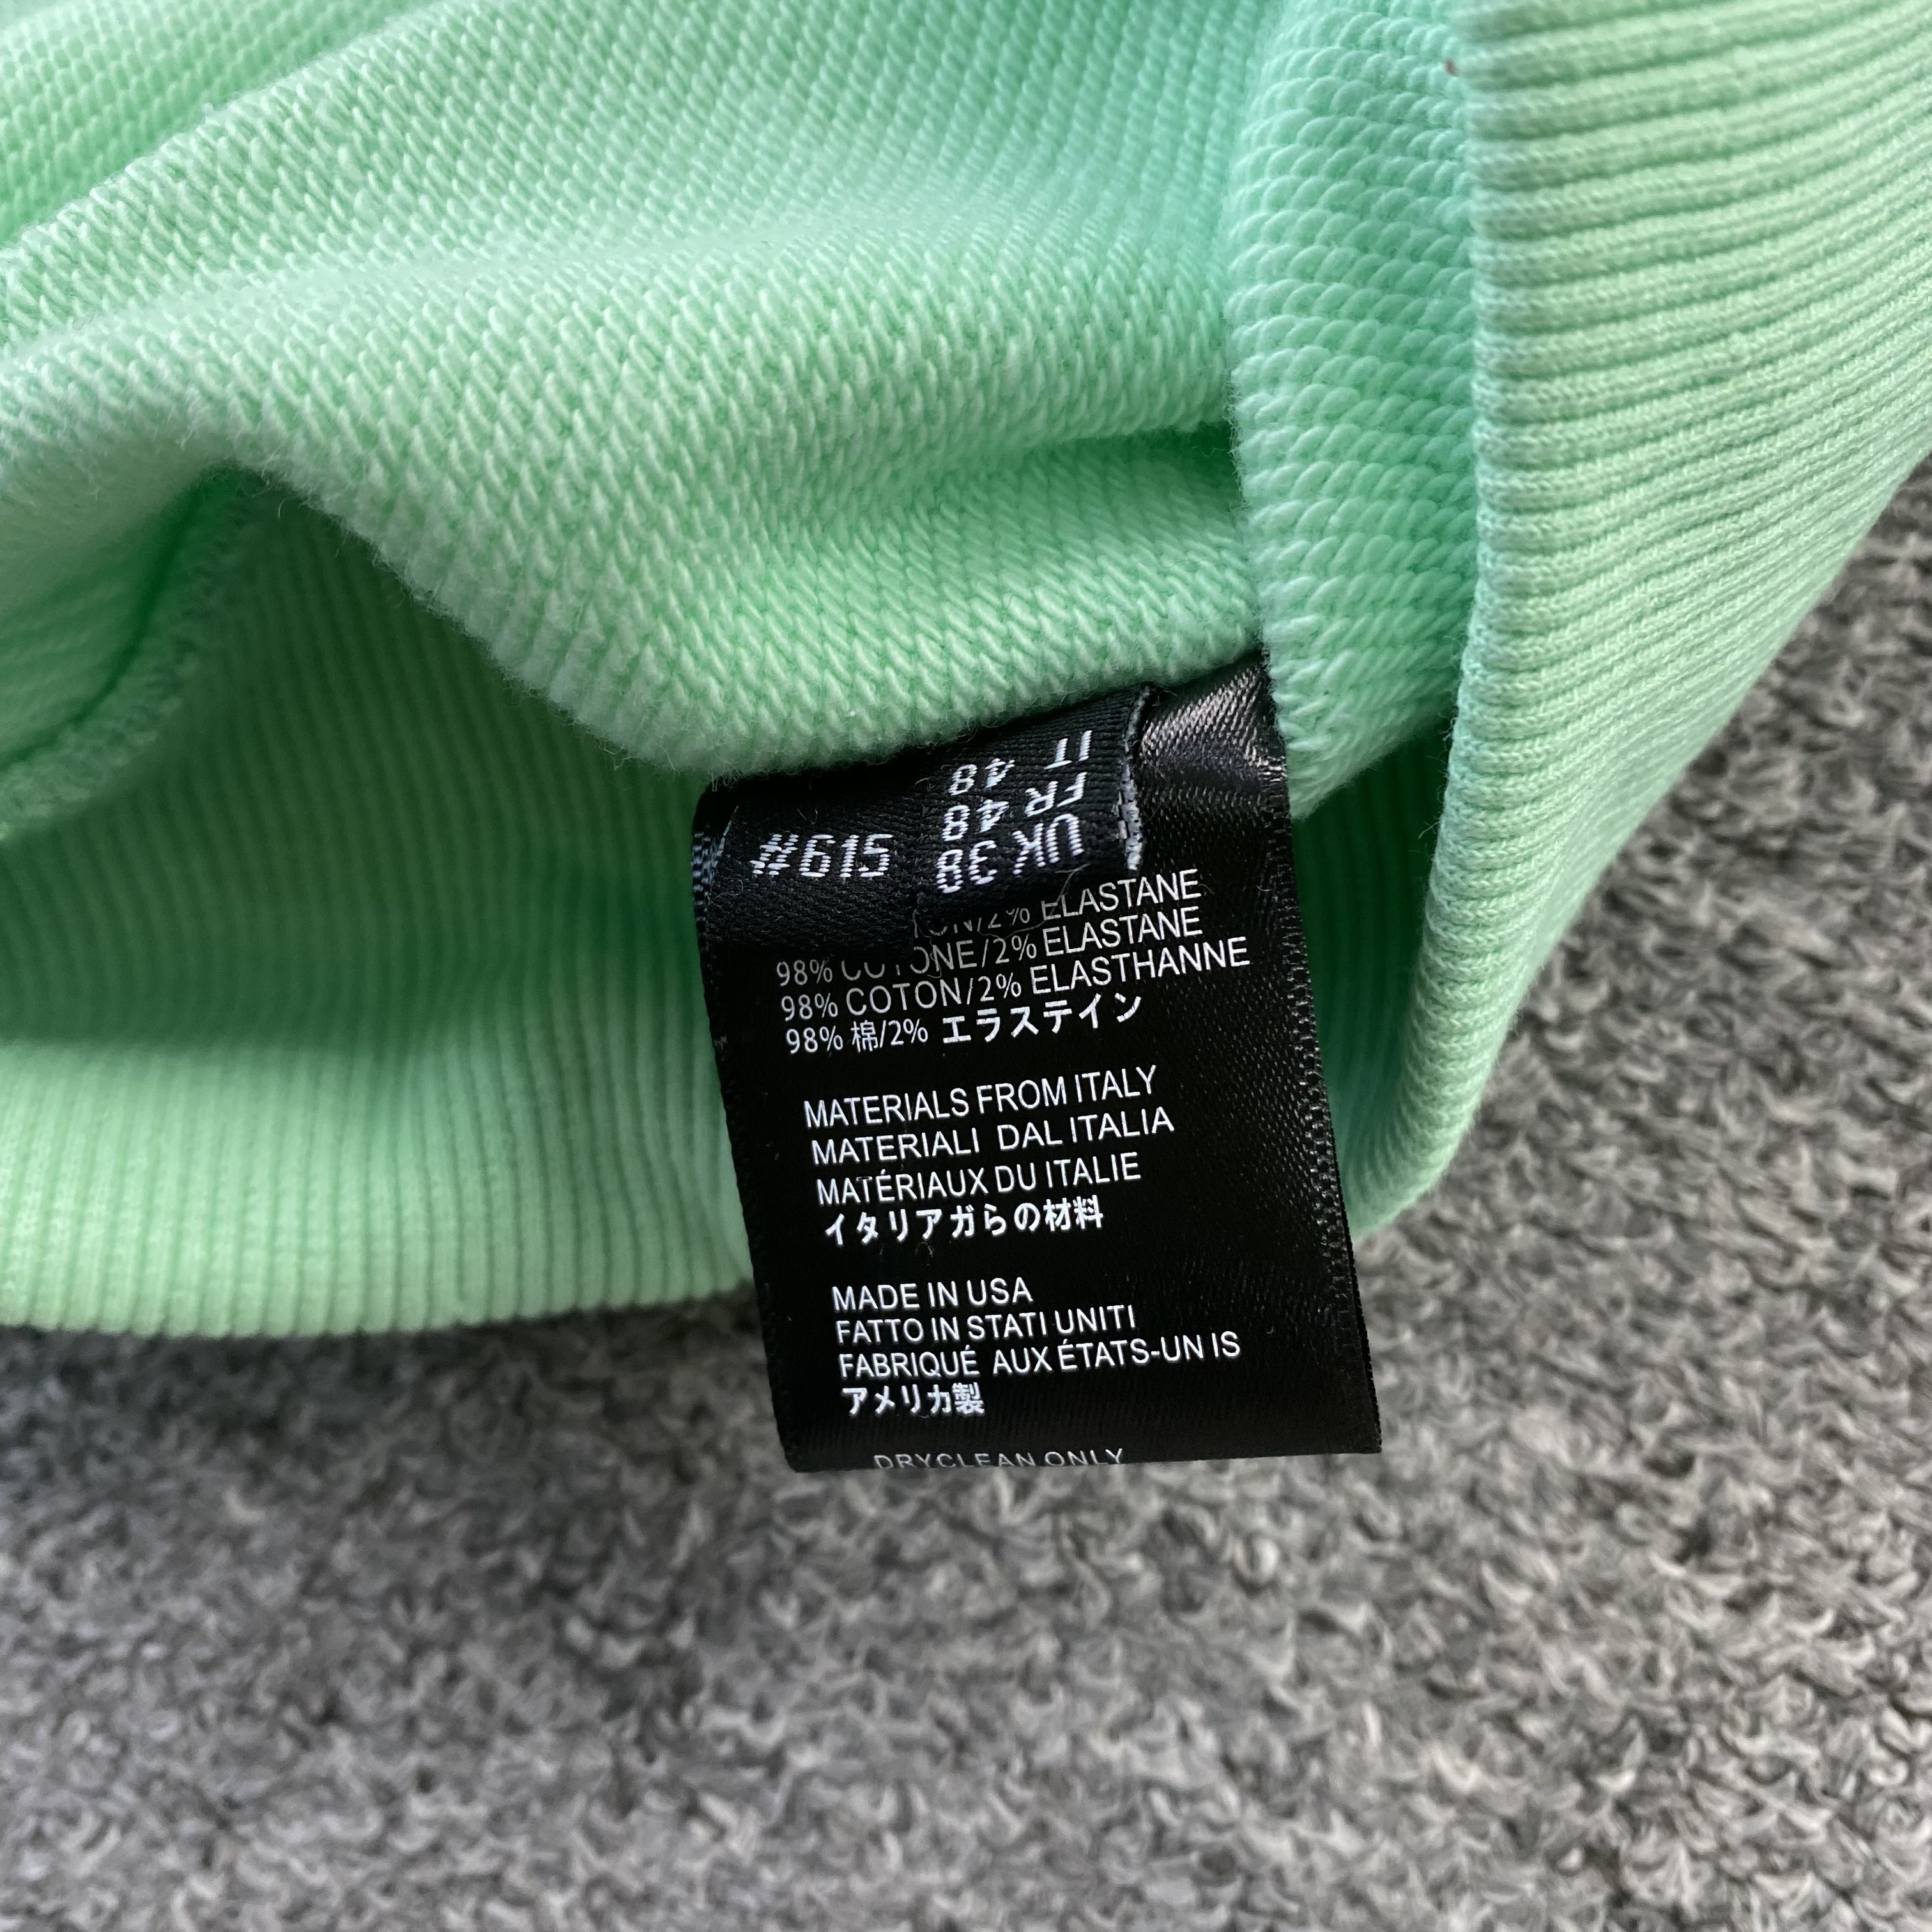 IT 48
FR 48
UK 38
#615
ON/2% ELASTANE
98% COTONE/2% ELASTANE
98% COTON/2% ELASTHANNE
98% 棉/2% エラステイン
MATERIALS FROM ITALY
MATERIALI DAL ITALIA
MATÉRIAUX DU ITALIE
イタリアガらの材料
MADE IN USA
FATTO IN STATI UNITI
FABRIQUÉ AUX ÉTATS-UN IS
アメリカ製
DRYCLEAN ONLY